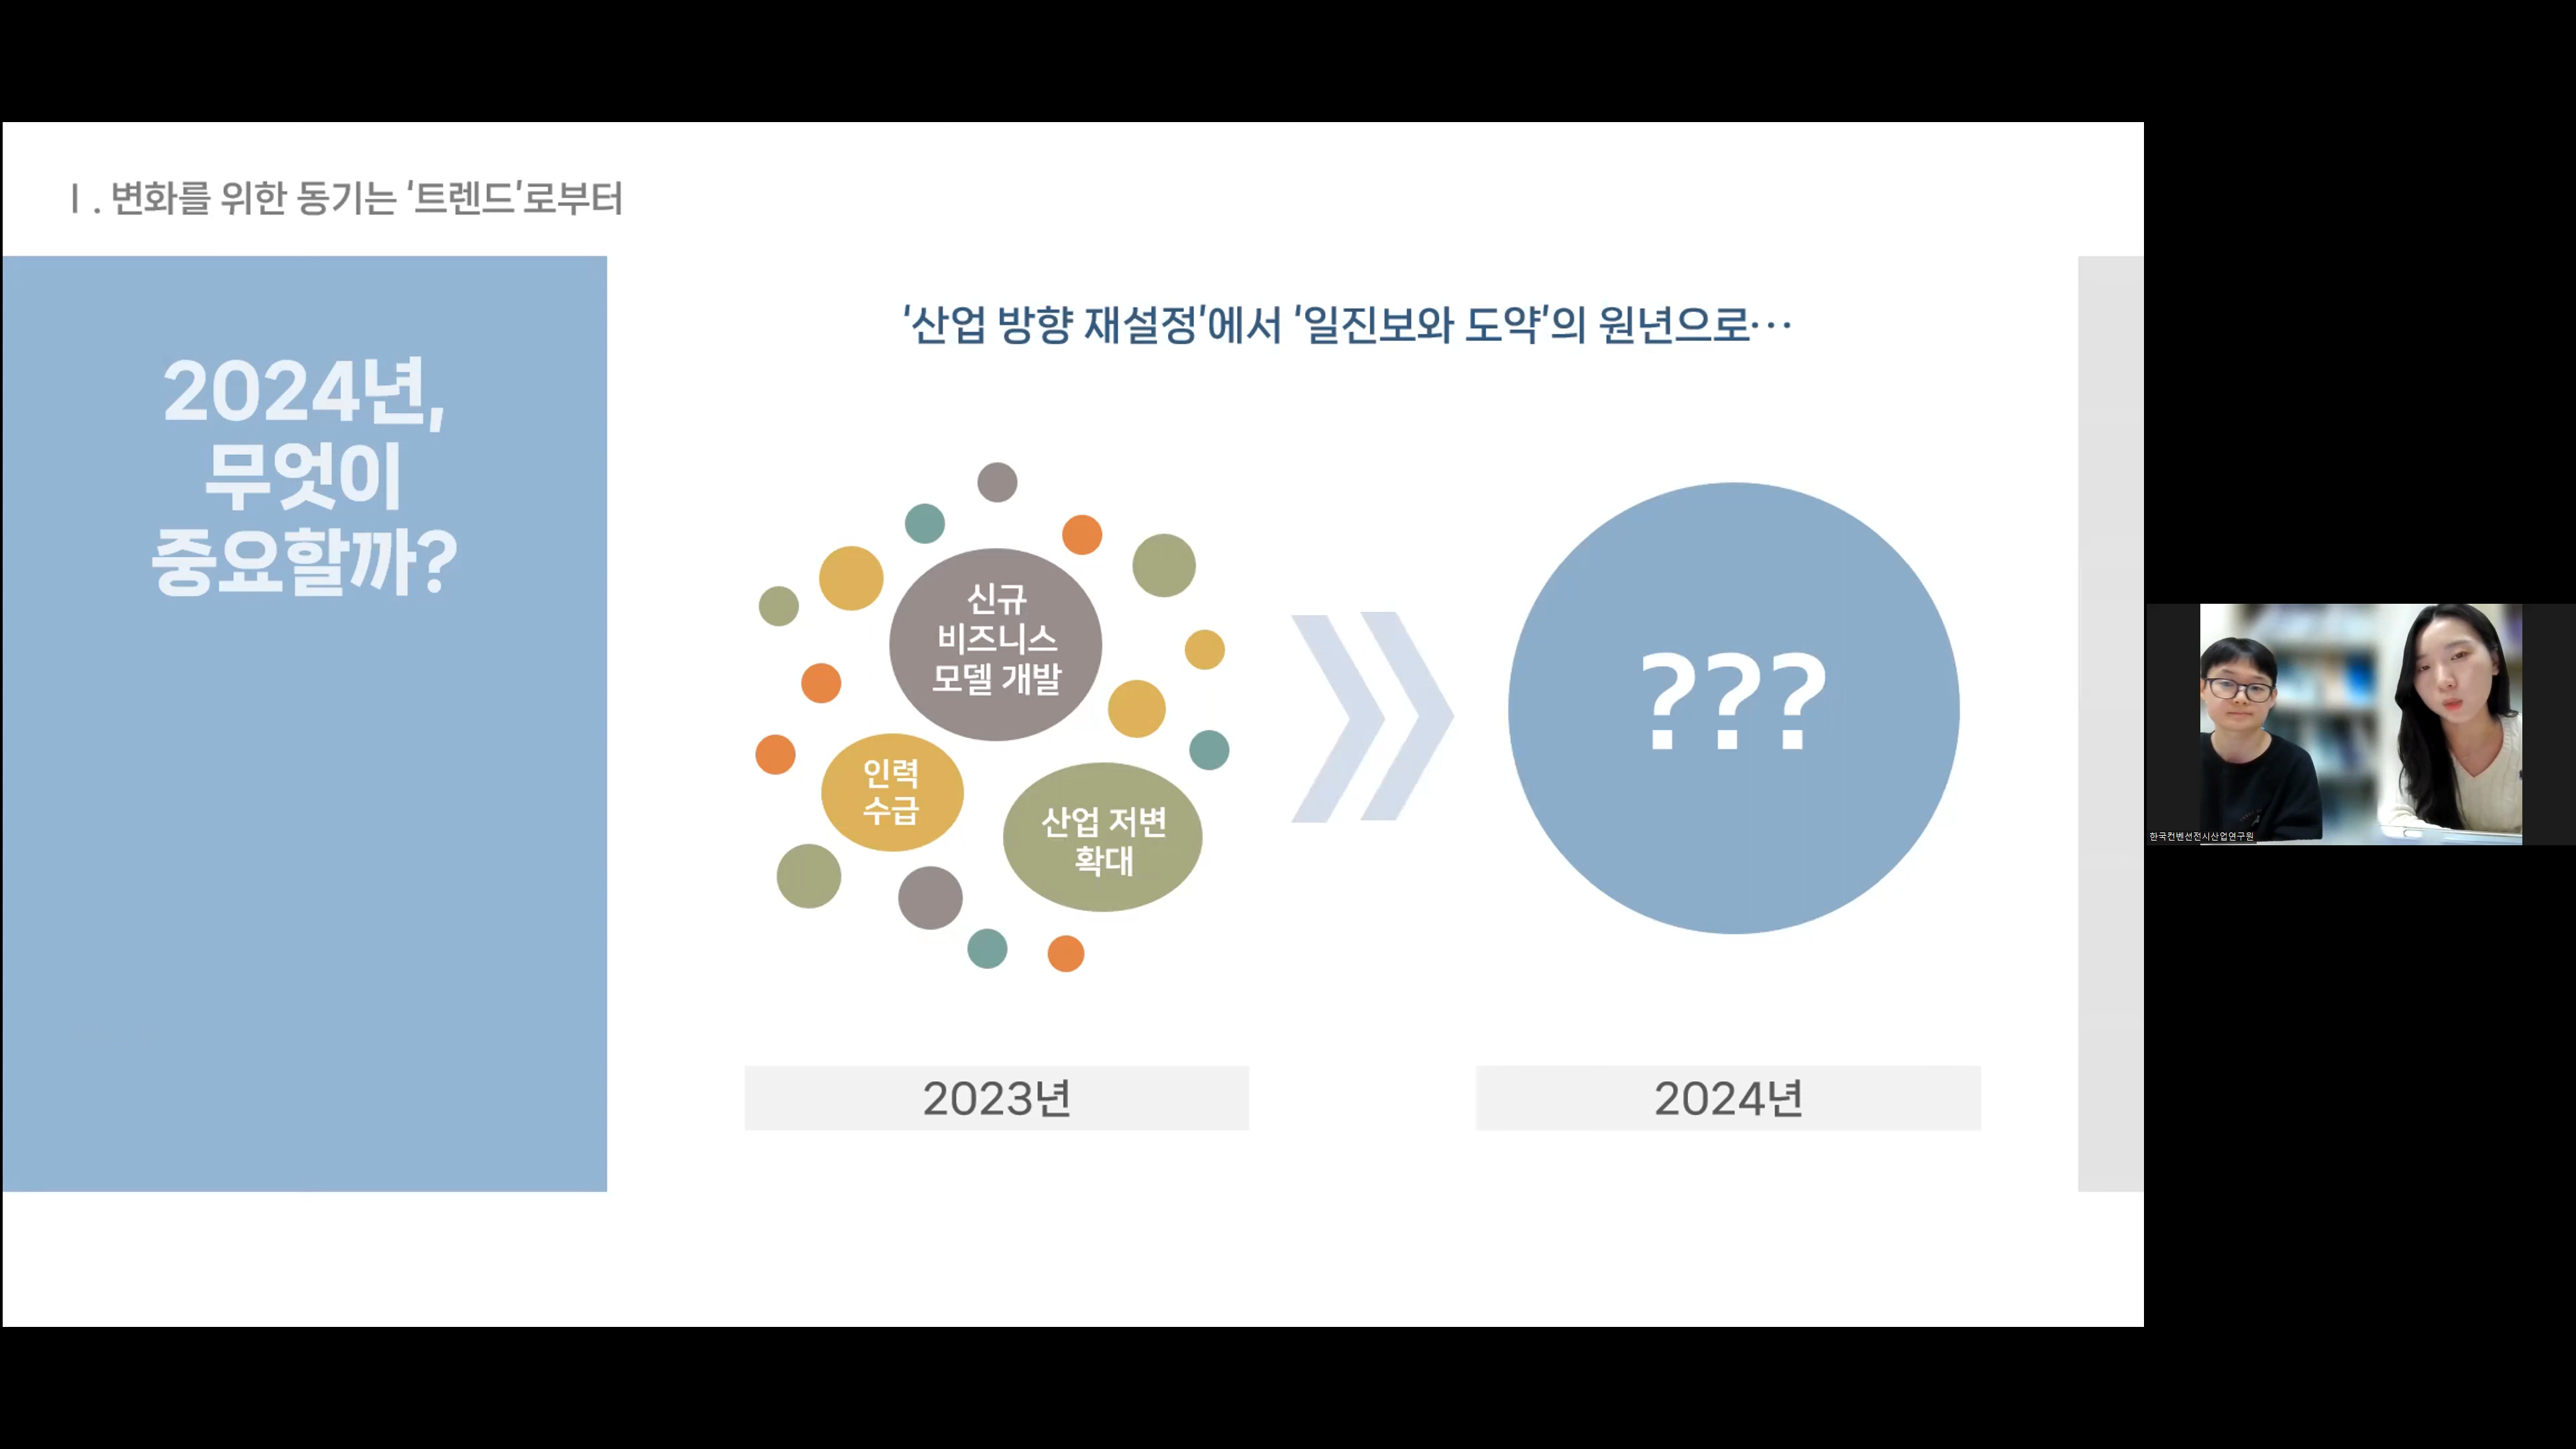 Ⅰ. 변화를 위한 동기는 ‘트렌드’로부터
2024년,
무엇이
중요할까?
‘산업 방향 재설정’에서 ‘일진보와 도약’의 원년으로…
신규
비즈니스
모델 개발
인력
수급
산업 저변
확대
???
2023년
2024년
한국컨벤션전시산업연구원